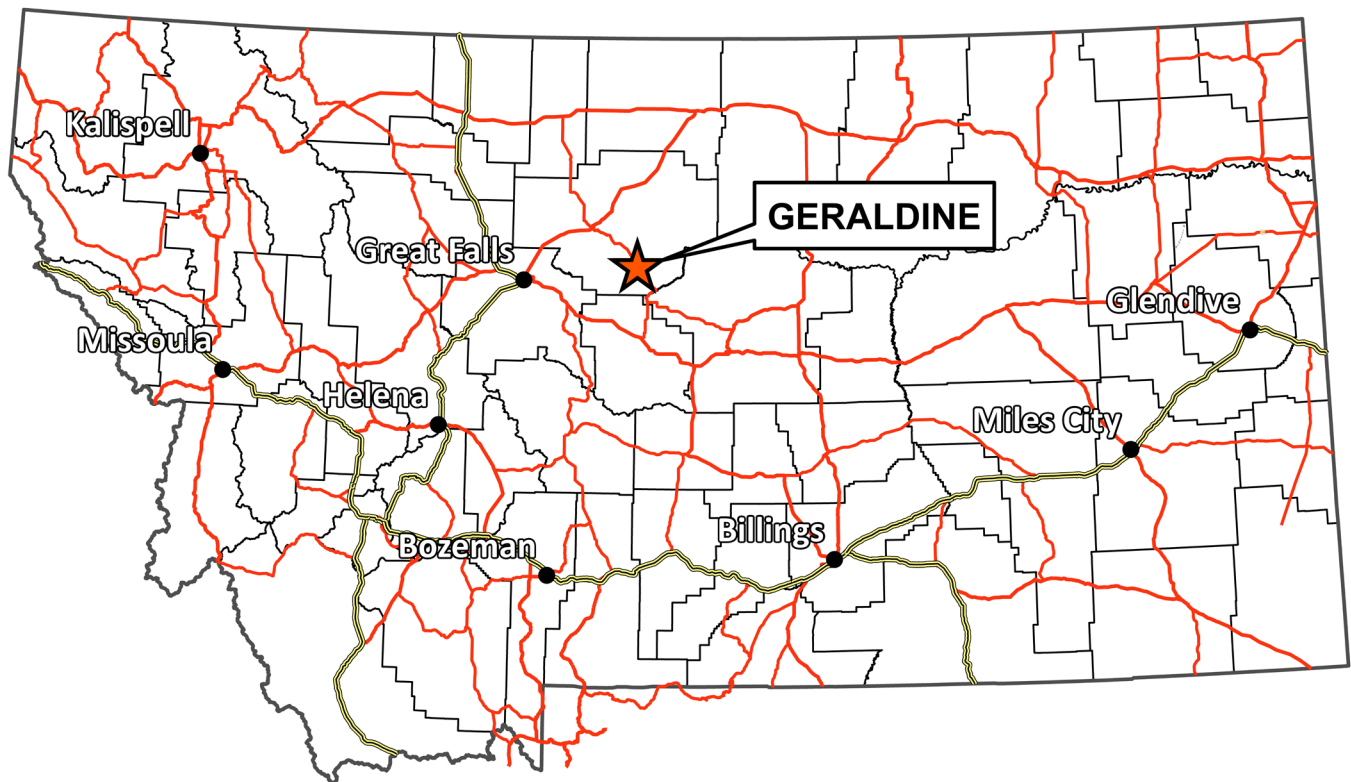 Kalispell
GERALDINE
Great Falls
Glendive
Missoula
Helena
Miles City
Billings
Bozeman